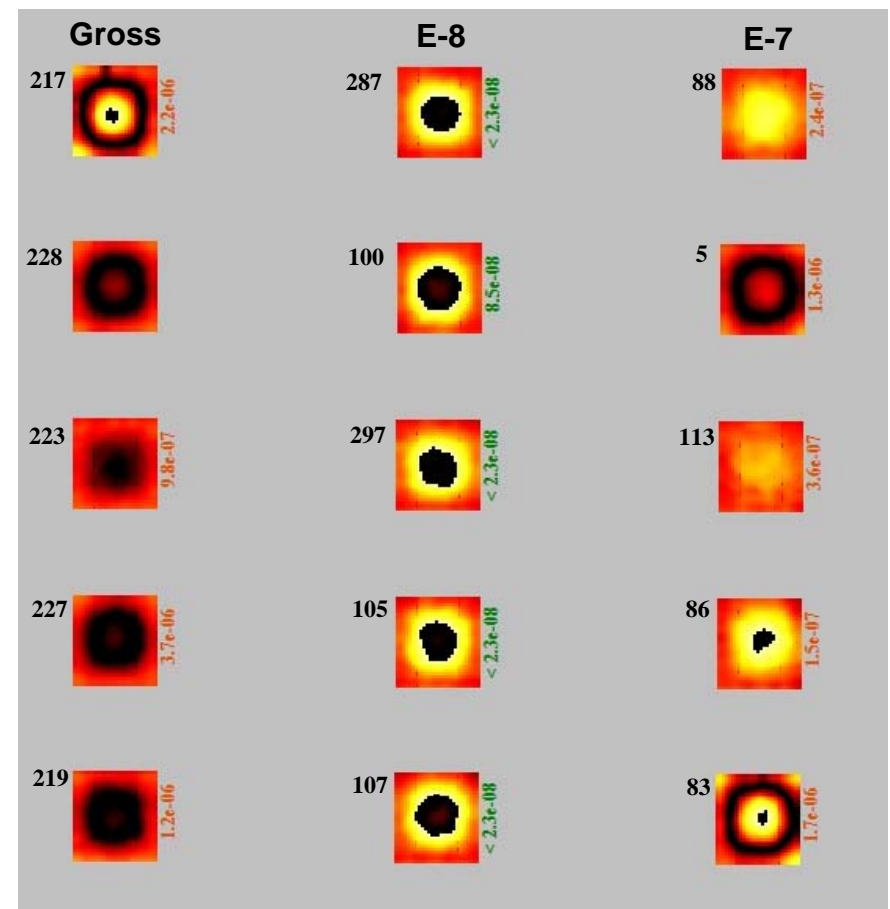 Gross E-8 E-7
217 2.2e-06 287 < 2.3e-08 88 2.4e-07
228 100 8.5e-08 5 1.3e-06
223 9.8e-07 297 < 2.3e-08 113 3.6e-07
227 3.7e-06 105 < 2.3e-08 86 1.5e-07
219 1.2e-06 107 < 2.3e-08 83 1.7e-06